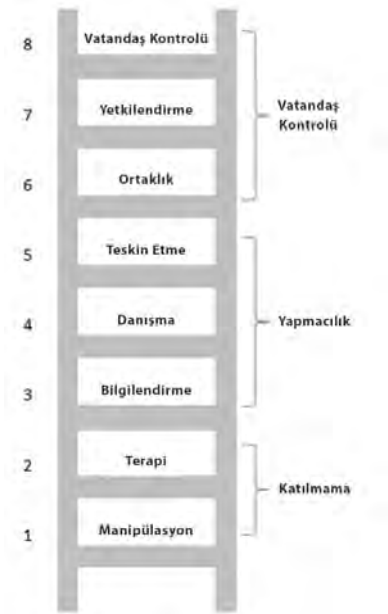 8 Vatandaş Kontrolü
7 Yetkilendirme
Vatandaş
Kontrolü
6 Ortaklık
5 Teskin Etme
4 Danışma
Yapmacılık
3 Bilgilendirme
2 Terapi
Katılmama
1 Manipülasyon